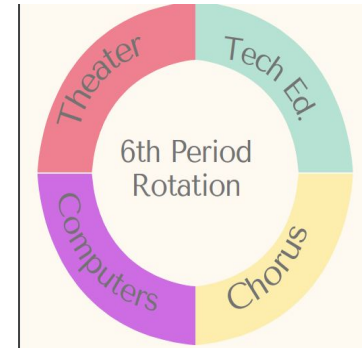 Theater
Tech Ed.
6th Period
Rotation
Computers
Chorus